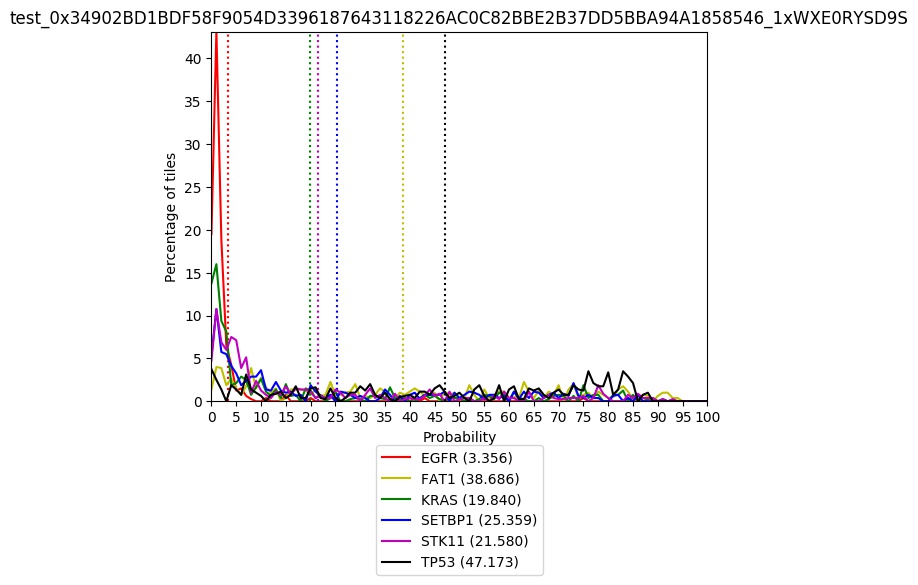 test_0x34902BD1BDF58F9054D3396187643118226AC0C82BBE2B37DD5BBA94A1858546_1xWXE0RYSD9S
40
35
30
25
20
15
10
5
0
Percentage of tiles
0 5 10 15 20 25 30 35 40 45 50 55 60 65 70 75 80 85 90 95 100
Probability
EGFR (3.356)
FAT1 (38.686)
KRAS (19.840)
SETBP1 (25.359)
STK11 (21.580)
TP53 (47.173)